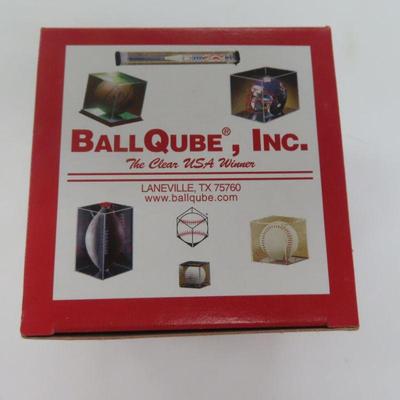 BALLQUBE®, INC.
The Clear USA Winner
LANEVILLE, TX 75760
www.ballqube.com